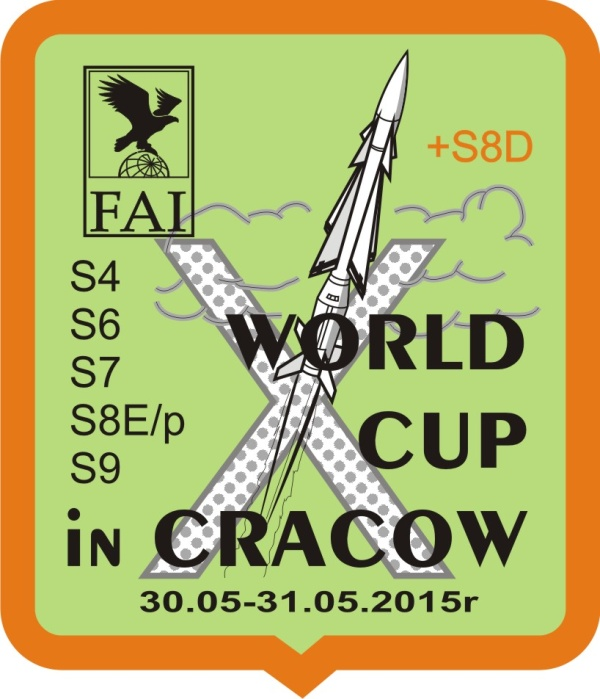 FAI
+S8D
S4
S6
S7
S8E/p
S9
X
WORLD
CUP
in CRACOW
30.05-31.05.2015r